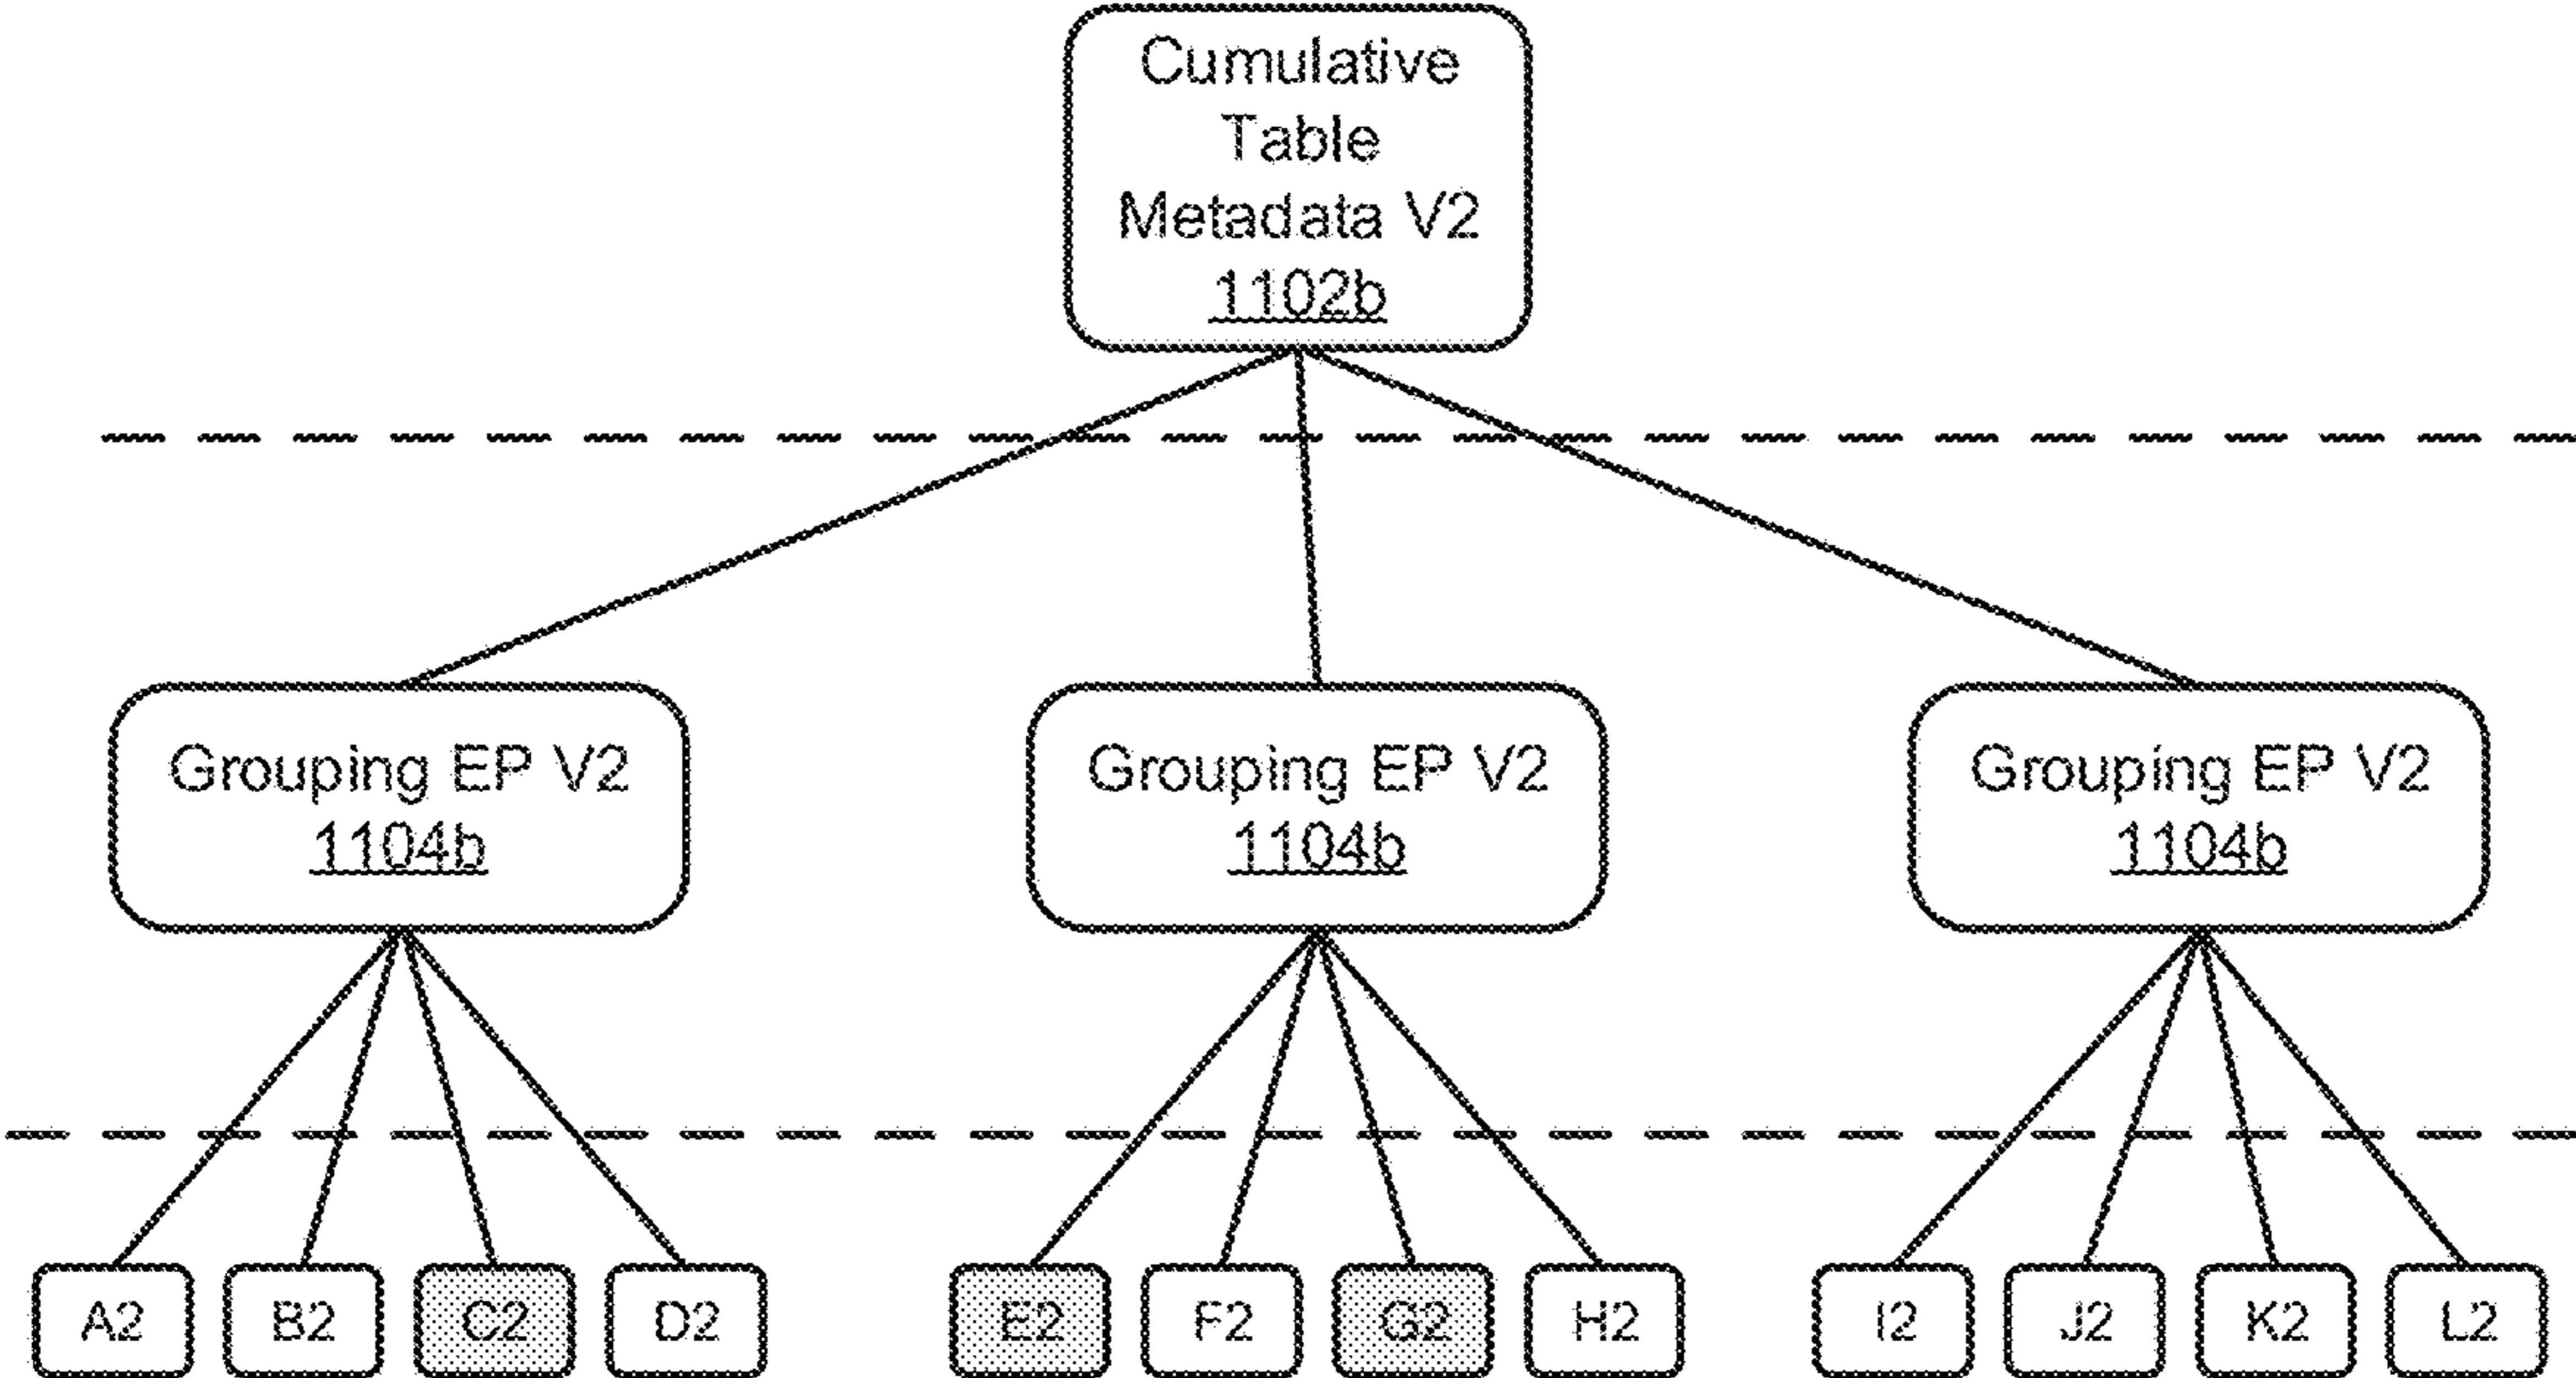 Cumulative
Table
Metadata V2
1102b
Grouping EP V2
1104b
Grouping EP V2
1104b
Grouping EP V2
1104b
A2
B2
C2
D2
E2
F2
G2
H2
I2
J2
K2
L2